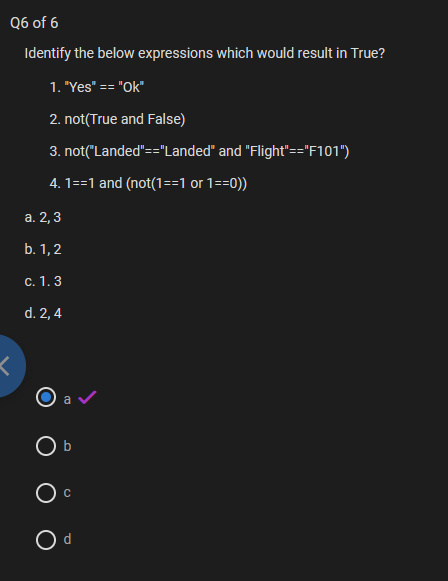 Q6 of 6
Identify the below expressions which would result in True?
1. "Yes" == "Ok"
2. not(True and False)
3. not("Landed"=="Landed" and "Flight"=="F101")
4. 1==1 and (not(1==1 or 1==0))
a. 2, 3
b. 1, 2
c. 1. 3
d. 2, 4
a
b
c
d